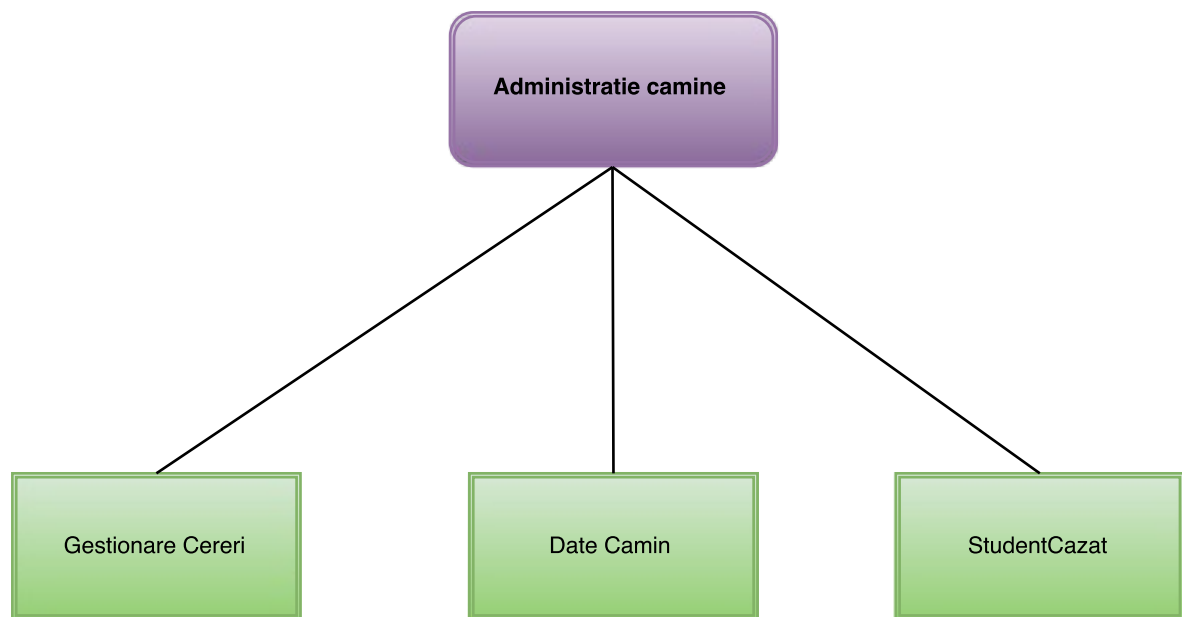 Administratie camine
Gestionare Cereri
Date Camin
StudentCazat